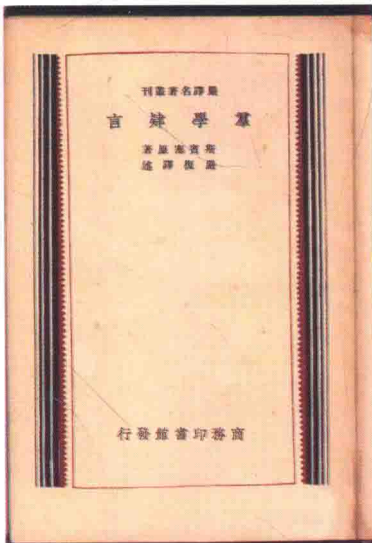 嚴譯名著叢刊
羣學肄言
斯賓塞爾著
嚴復譯述
商務印書館發行